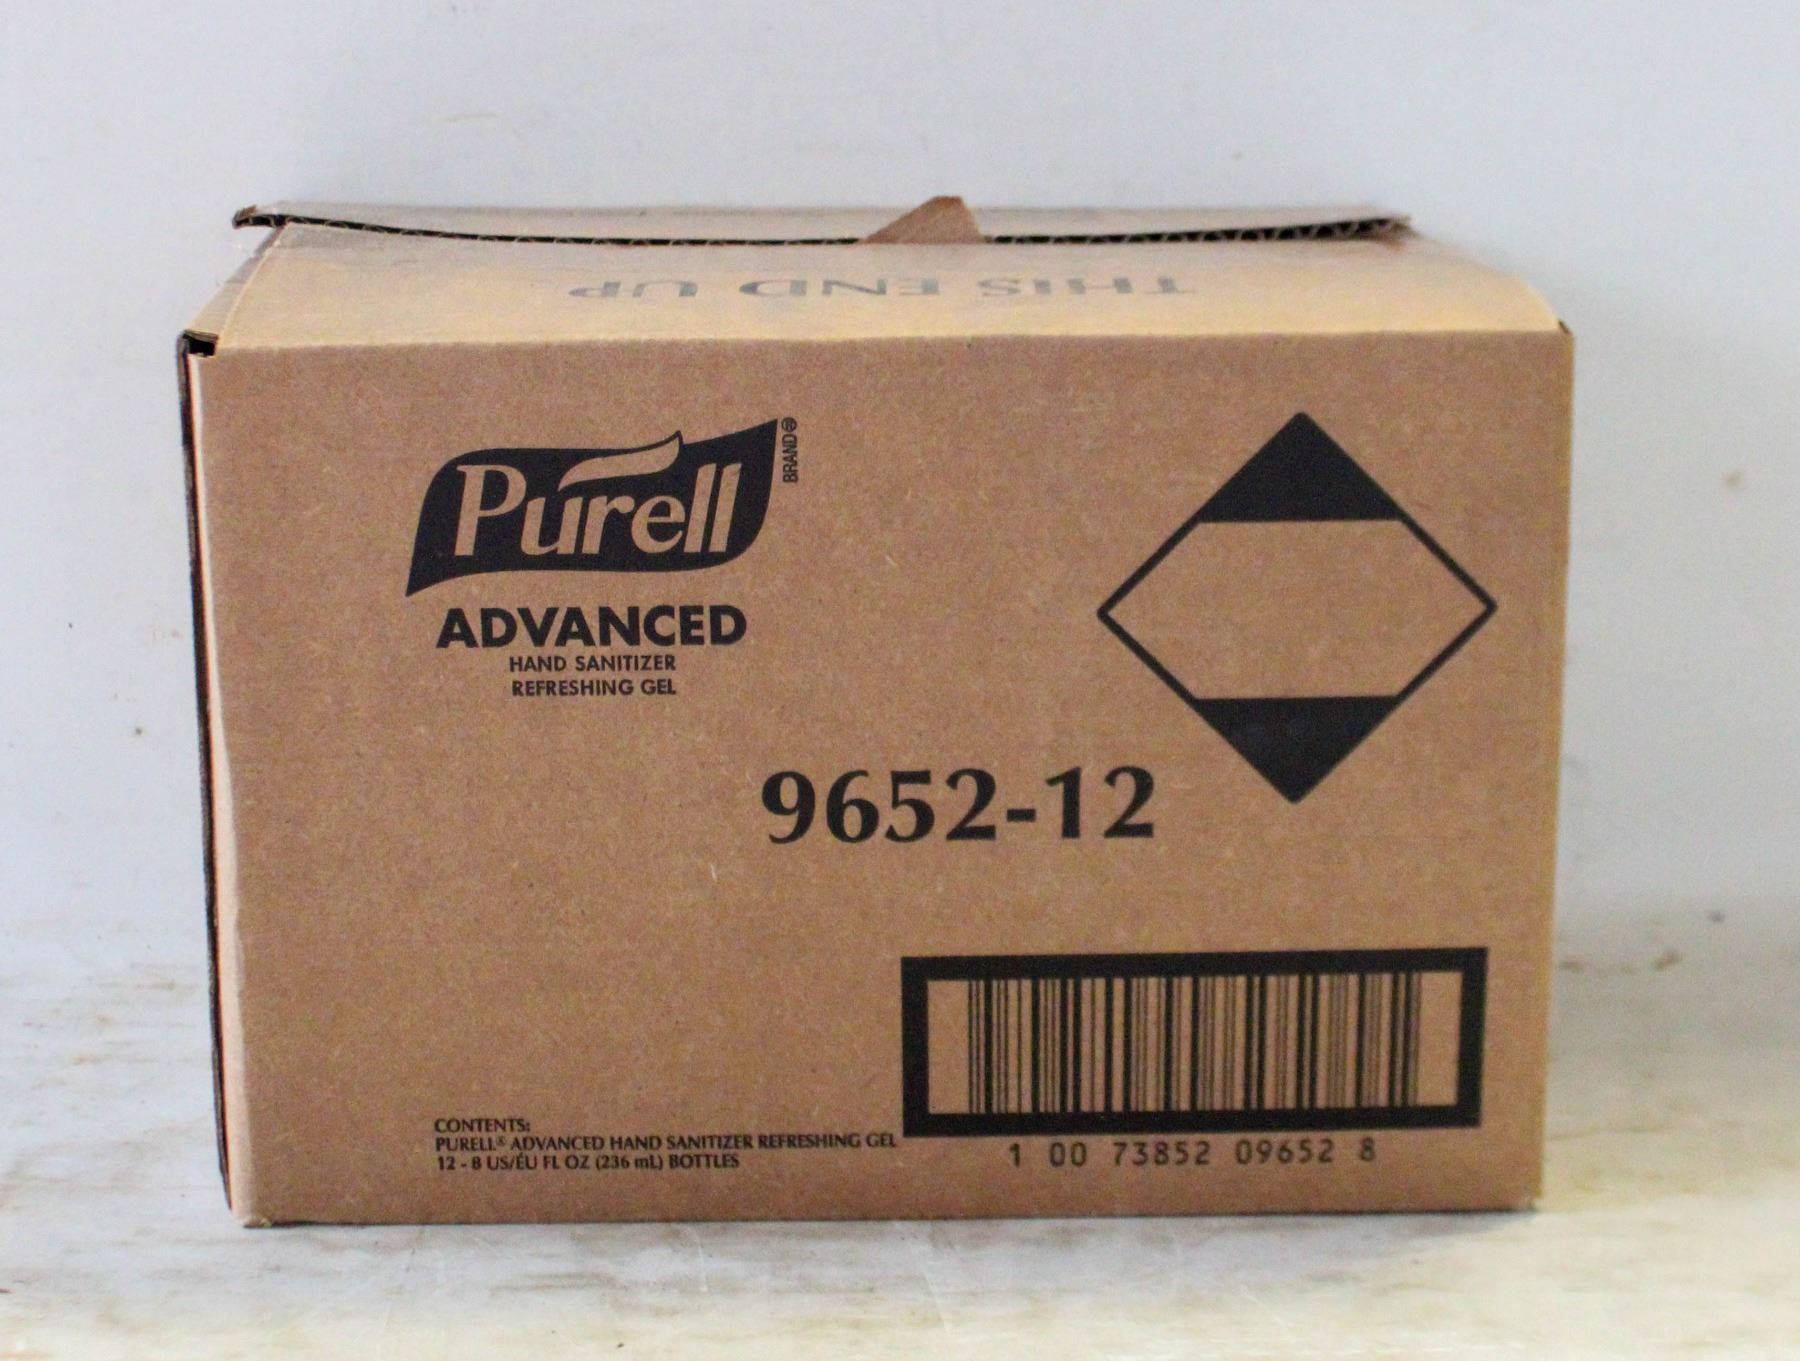 THIS END UP
Purell
BRAND®
ADVANCED
HAND SANITIZER
REFRESHING GEL
9652-12
CONTENTS:
PURELL® ADVANCED HAND SANITIZER REFRESHING GEL
12 - 8 US/ÉU FL OZ (236 mL) BOTTLES
1 00 73852 09652 8